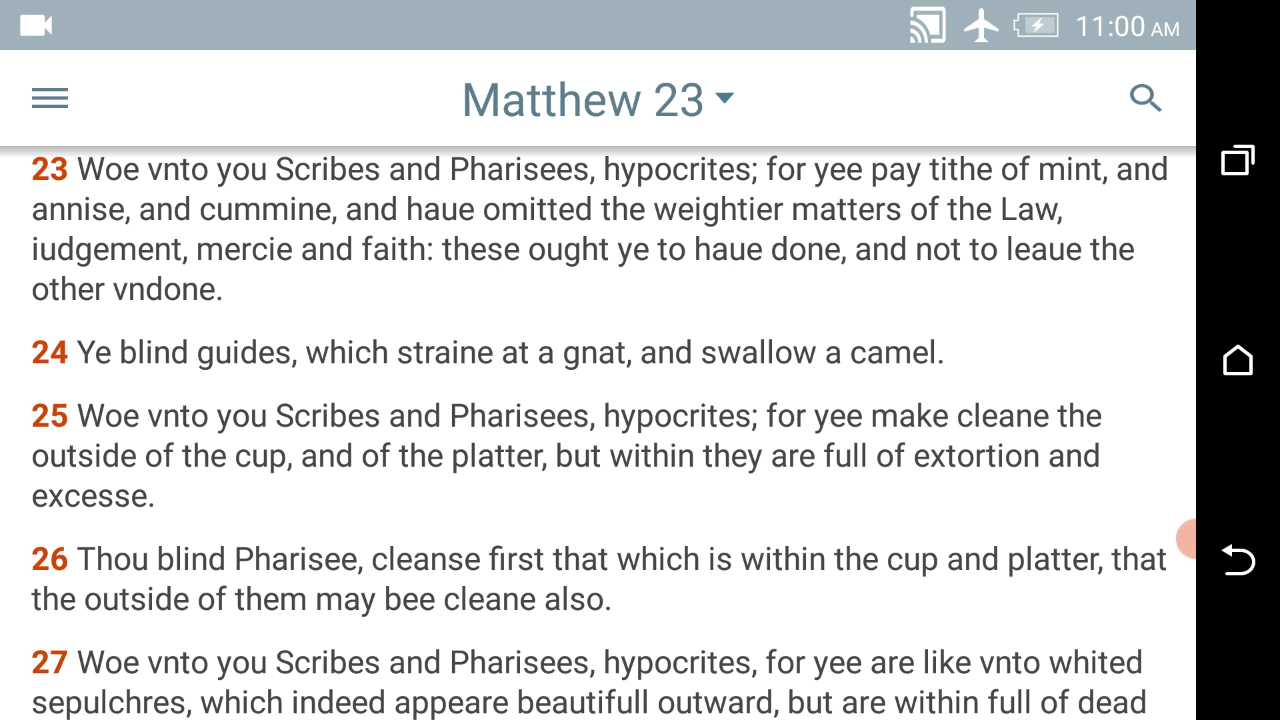 11:00 AM
Matthew 23
23 Woe vnto you Scribes and Pharisees, hypocrites; for yee pay tithe of mint, and
annise, and cummine, and haue omitted the weightier matters of the Law,
iudgement, mercie and faith: these ought ye to haue done, and not to leaue the
other vndone.
24 Ye blind guides, which straine at a gnat, and swallow a camel.
25 Woe vnto you Scribes and Pharisees, hypocrites; for yee make cleane the
outside of the cup, and of the platter, but within they are full of extortion and
excesse.
26 Thou blind Pharisee, cleanse first that which is within the cup and platter, that
the outside of them may bee cleane also.
27 Woe vnto you Scribes and Pharisees, hypocrites, for yee are like vnto whited
sepulchres, which indeed appeare beautifull outward, but are within full of dead